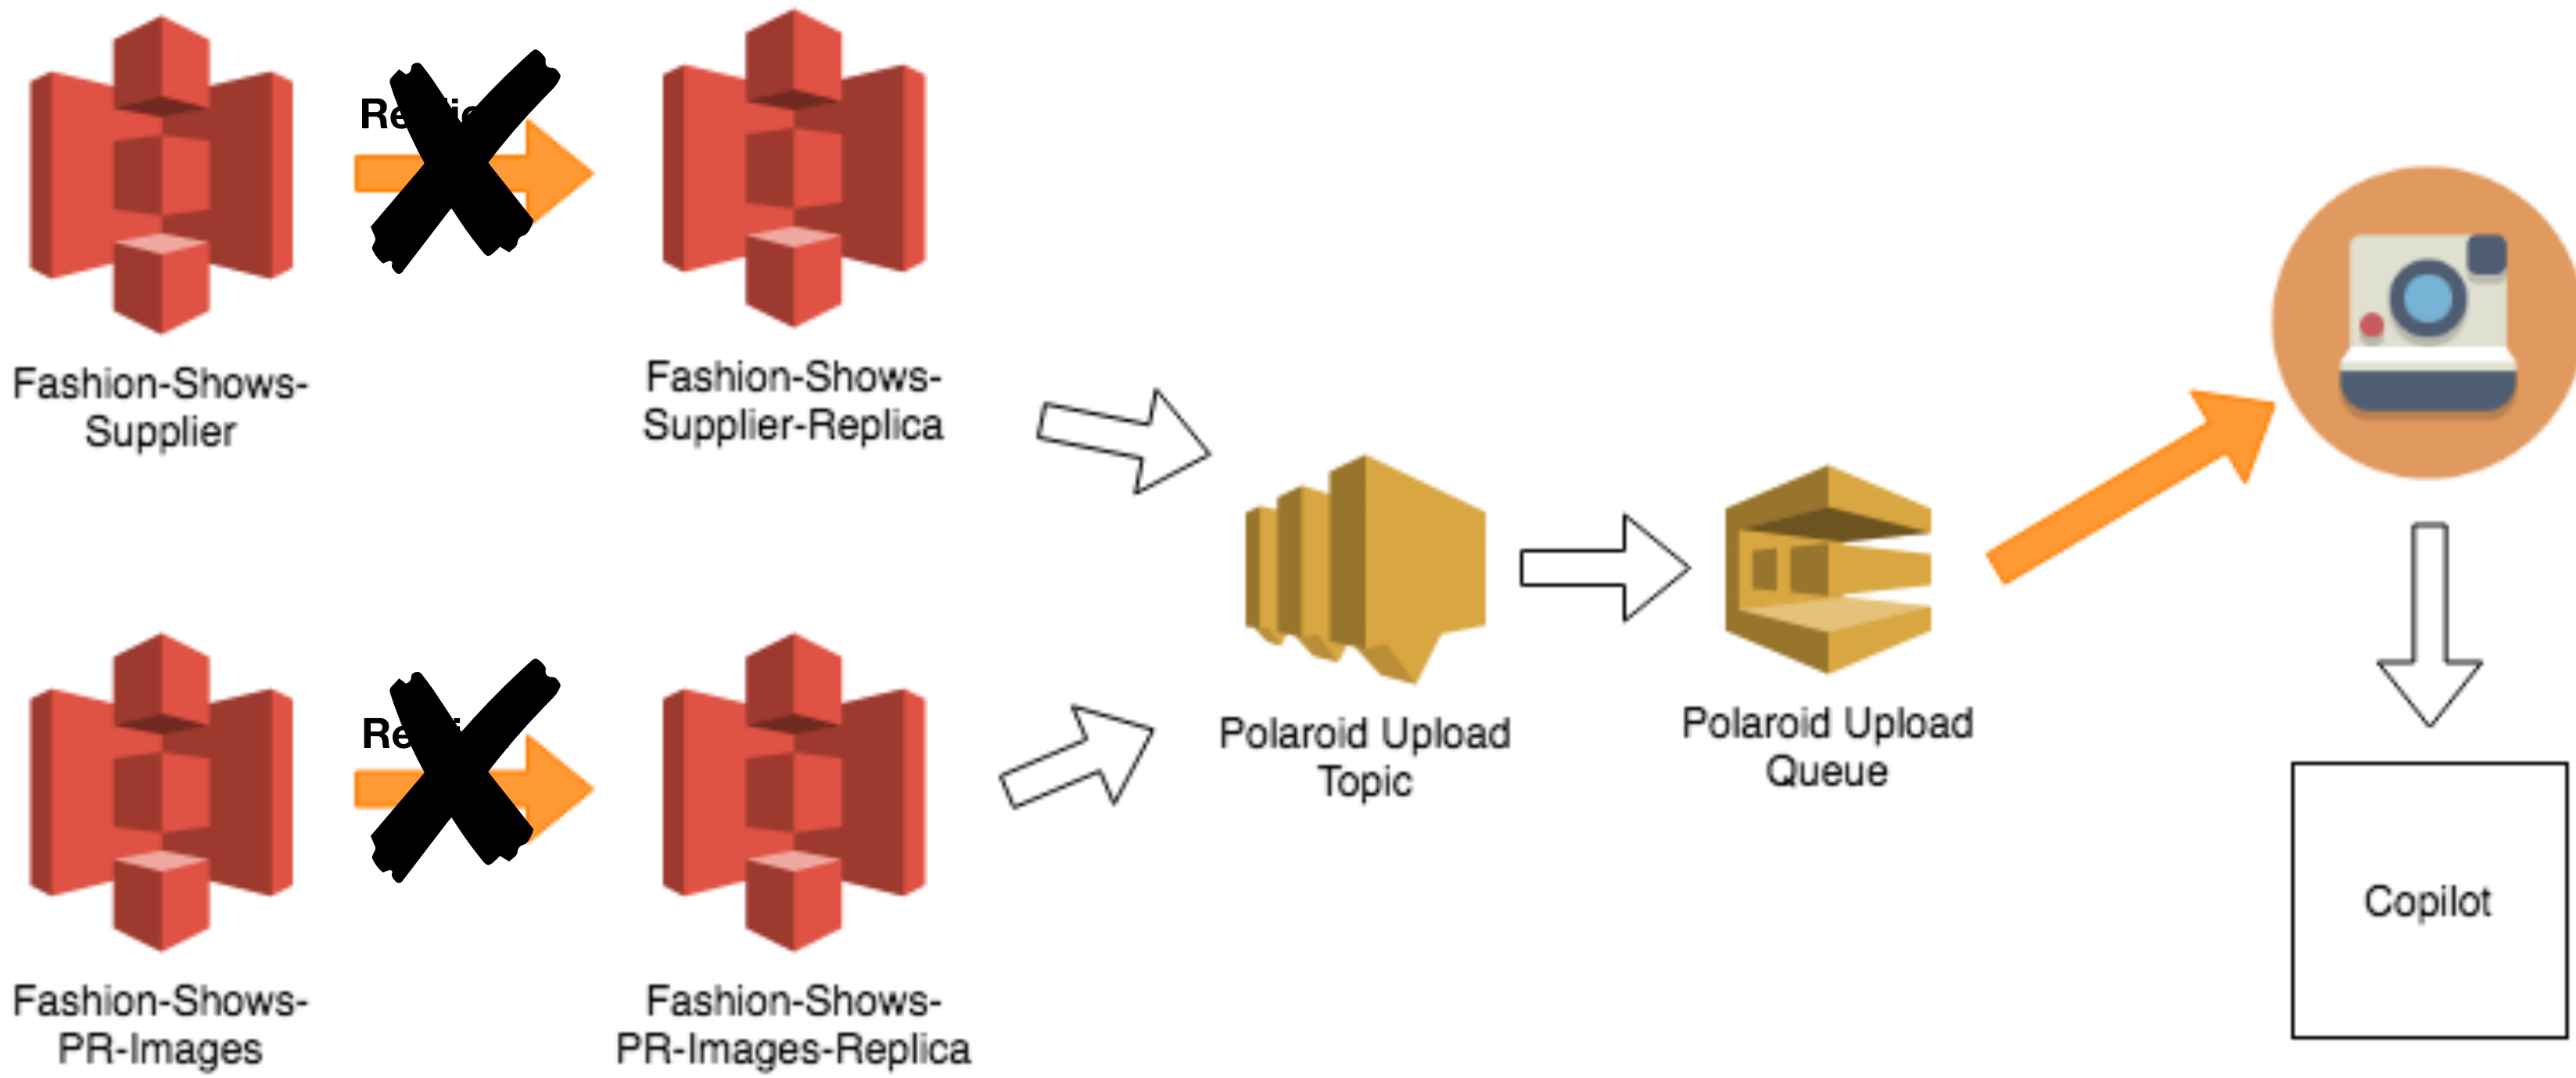 Fashion-Shows-
Supplier
Fashion-Shows-
Supplier-Replica
Polaroid Upload
Topic
Polaroid Upload
Queue
Copilot
Fashion-Shows-
PR-Images
Fashion-Shows-
PR-Images-Replica